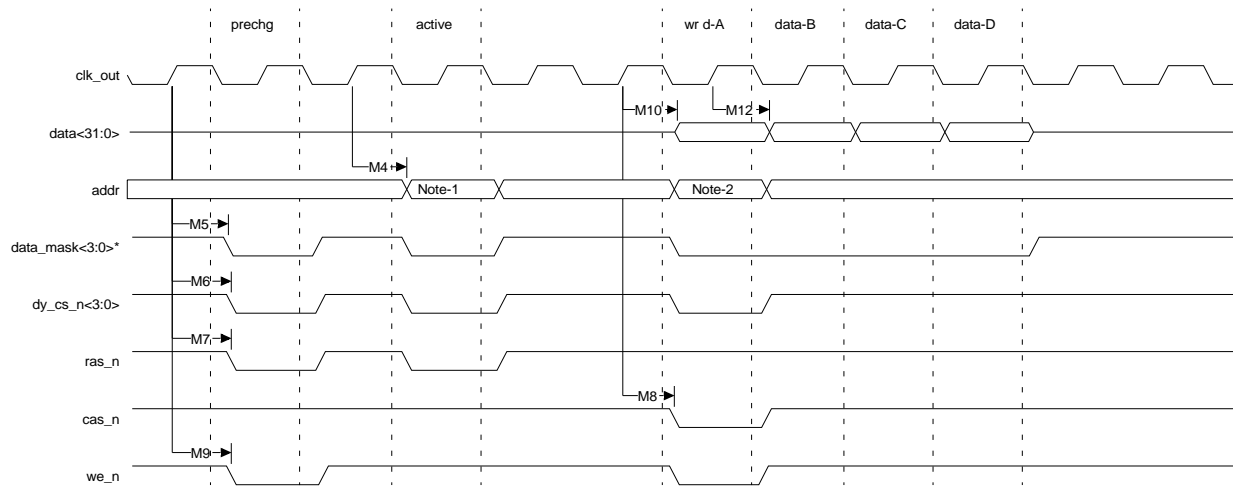 prechg active wr d-A data-B data-C data-D
clk_out
M10 M12
data<31:0>
M4
addr Note-1 Note-2
M5
data_mask<3:0>*
M6
dy_cs_n<3:0>
M7
ras_n
M8
cas_n
M9
we_n